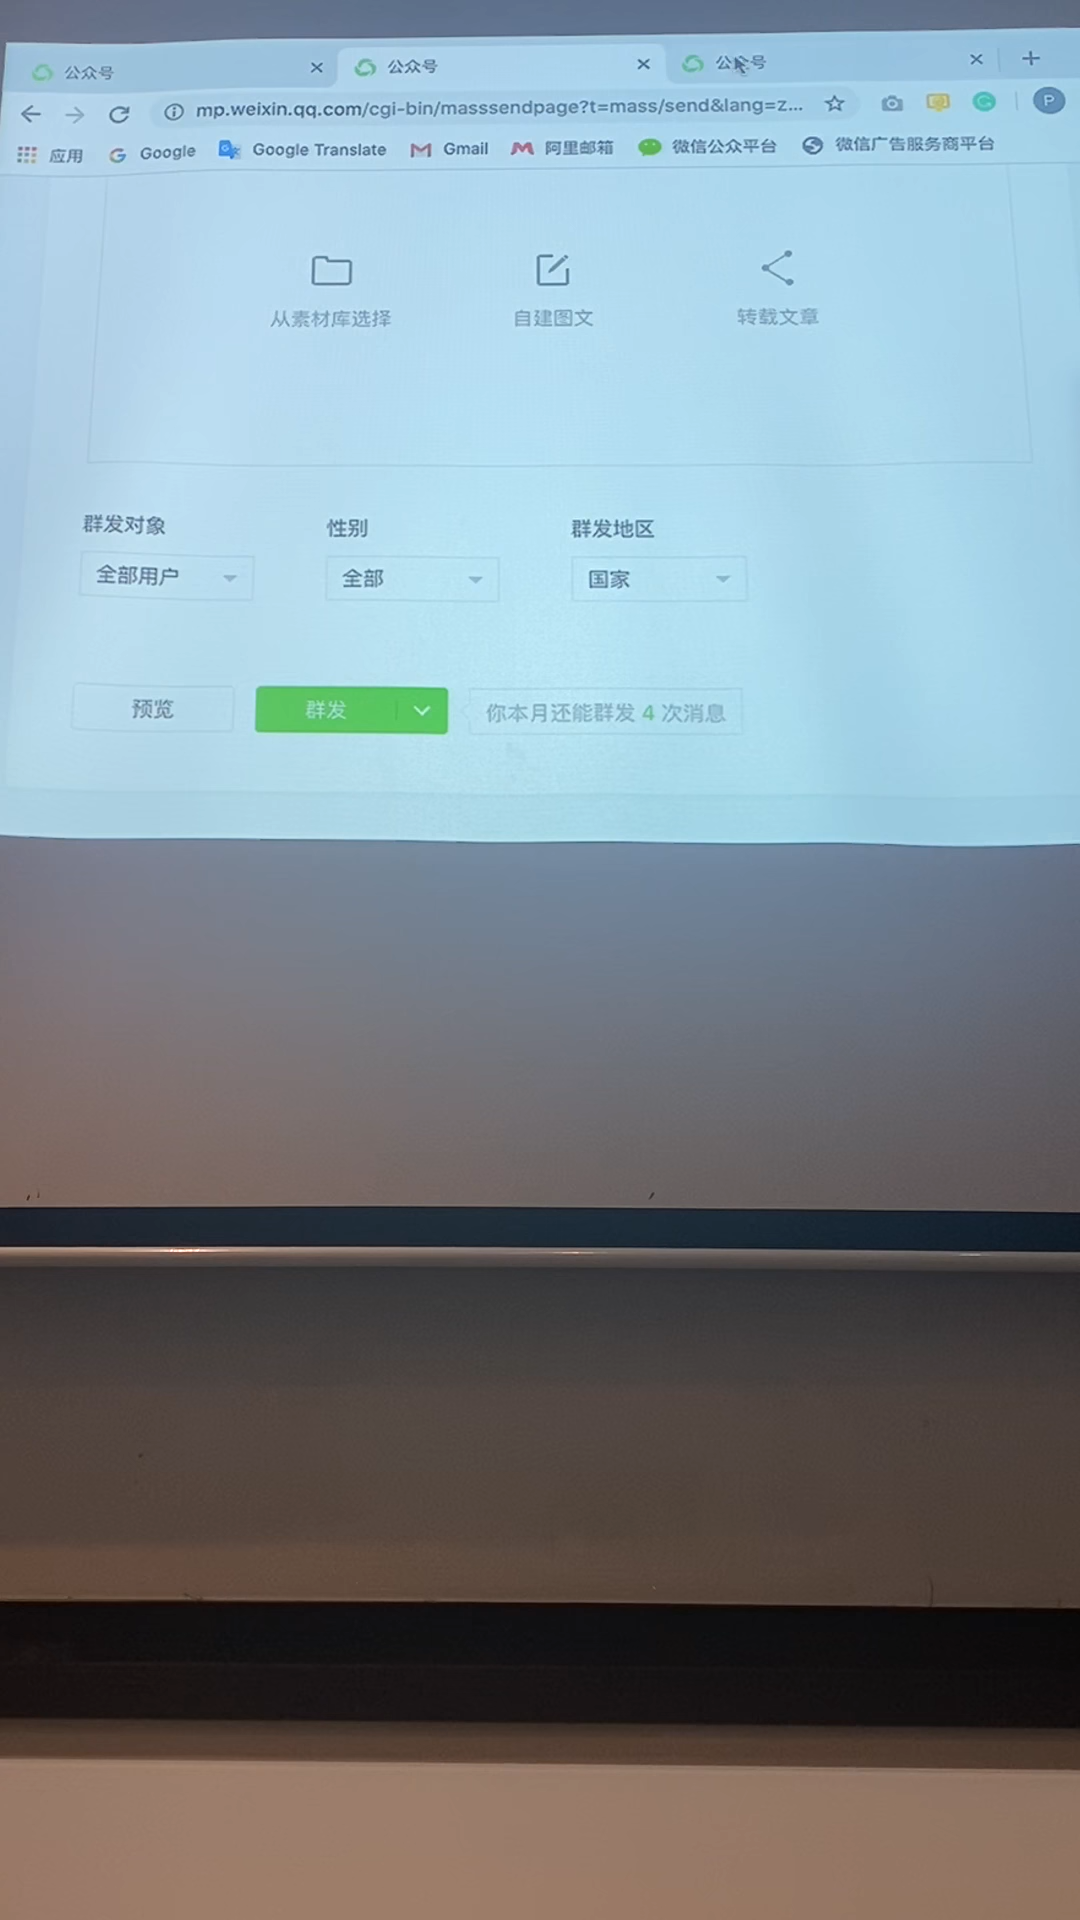 公众号 公众号 公众号
mp.weixin.qq.com/cgi-bin/masssendpage?t=mass/send&lang=z... P
应用 Google Google Translate Gmail 阿里邮箱 微信公众平台 微信广告服务商平台
从素材库选择 自建图文 转载文章
群发对象 性别 群发地区
全部用户 全部 国家
预览 群发 你本月还能群发 4 次消息